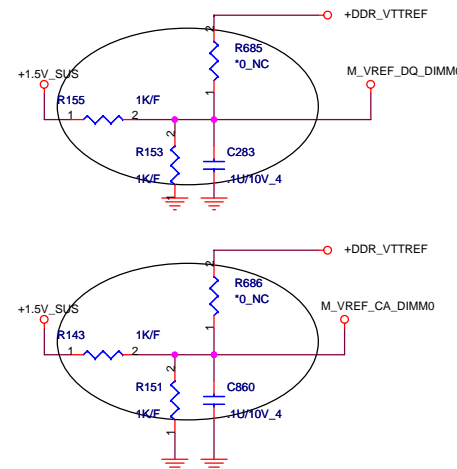 +DDR_VTTREF
2
R685
*0_NC
1
+1.5V_SUS
M_VREF_DQ_DIMM0
R155 1K/F
1 2
2
R153
1K/F
1
C283
.1U/10V_4
+DDR_VTTREF
2
R686
*0_NC
1
+1.5V_SUS
M_VREF_CA_DIMM0
R143 1K/F
1 2
2
R151
1K/F
1
C860
.1U/10V_4